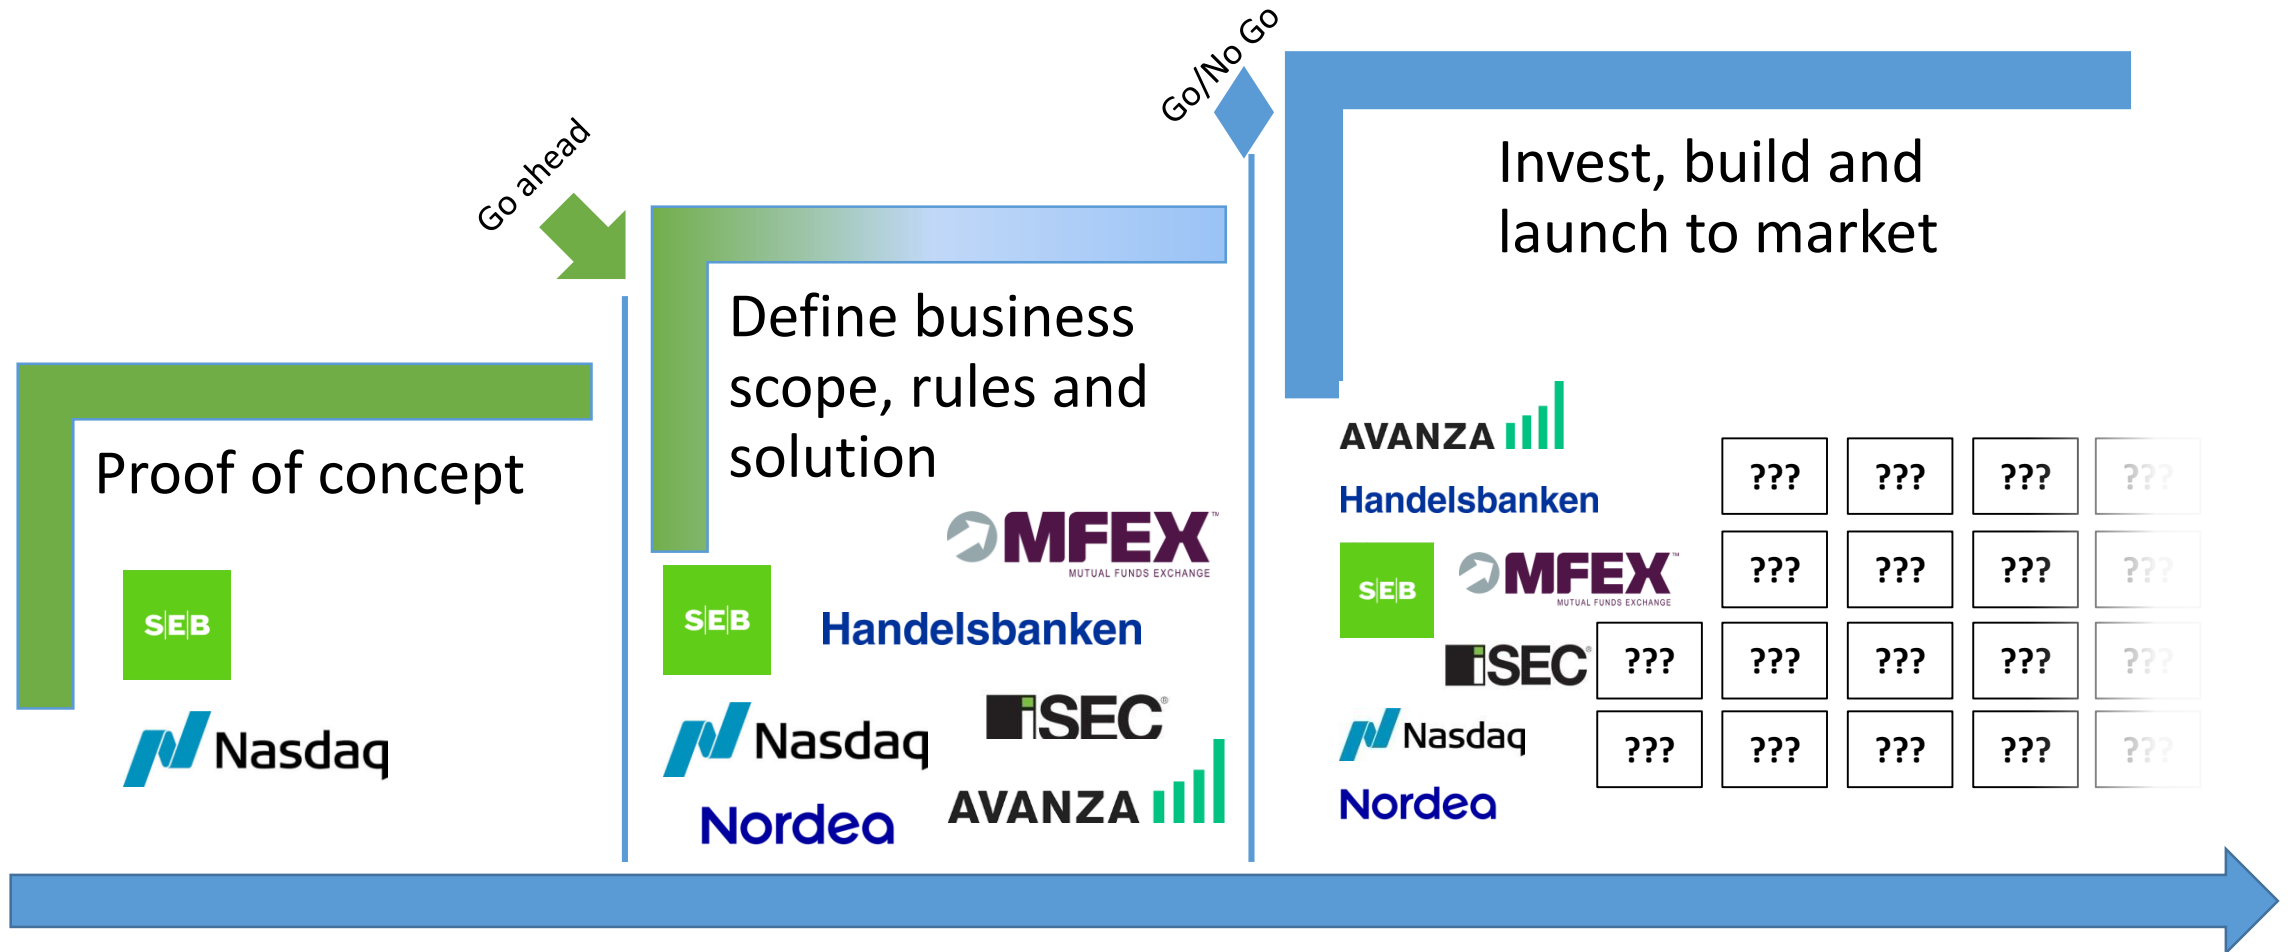 Go ahead
Go/No Go
Proof of concept
SEB
Nasdaq
Define business
scope, rules and
solution
MFEX™
MUTUAL FUNDS EXCHANGE
SEB
Handelsbanken
iSEC®
Nasdaq
AVANZA
Nordea
Invest, build and
launch to market
AVANZA
Handelsbanken
SEB
MFEX™
MUTUAL FUNDS EXCHANGE
iSEC®
Nasdaq
Nordea
??? ??? ??? ???
??? ??? ??? ???
??? ??? ??? ??? ???
??? ??? ??? ??? ???